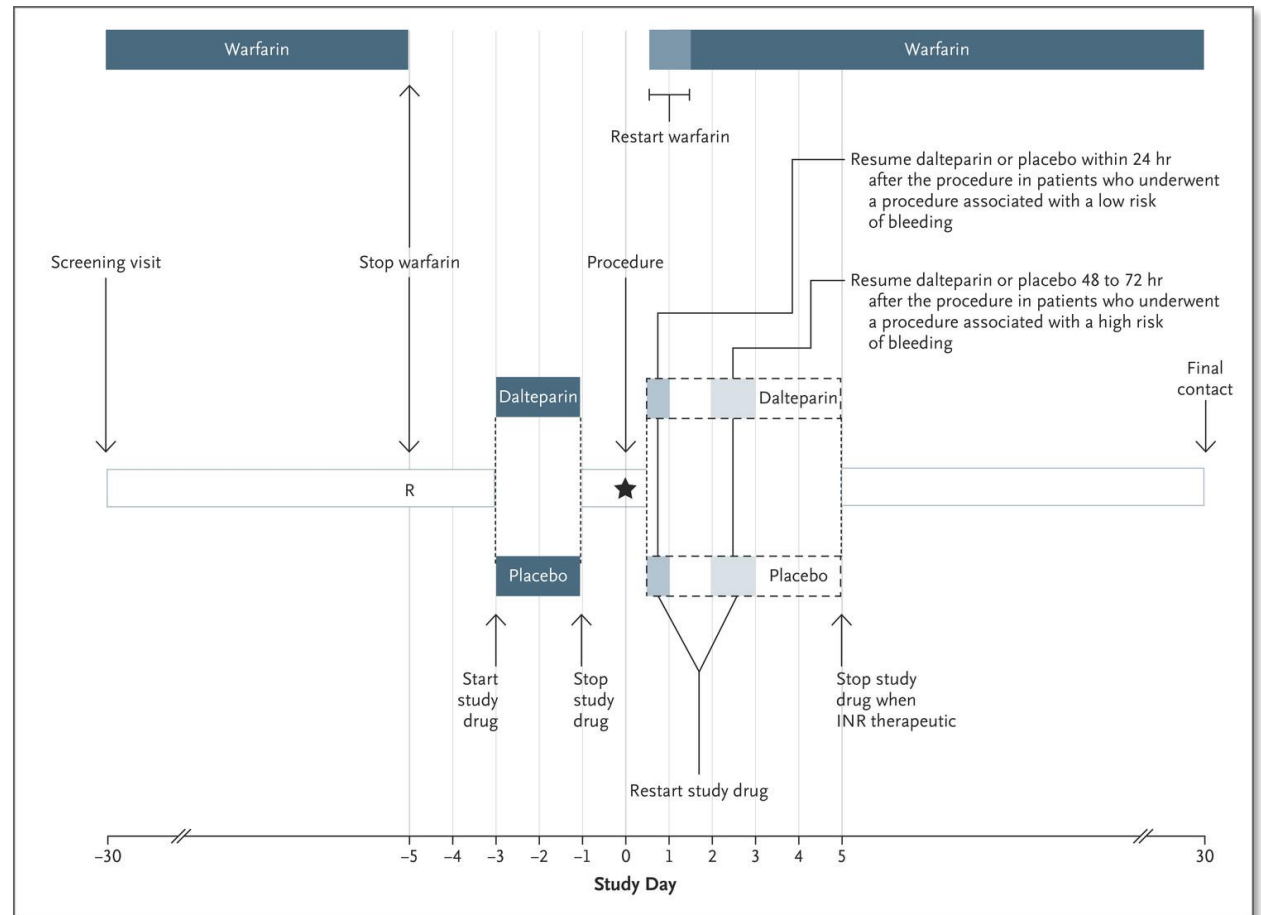 Warfarin
Warfarin
Restart warfarin
Resume dalteparin or placebo within 24 hr
after the procedure in patients who underwent
a procedure associated with a low risk
of bleeding
Screening visit
Stop warfarin
Procedure
Resume dalteparin or placebo 48 to 72 hr
after the procedure in patients who underwent
a procedure associated with a high risk
of bleeding
Final
contact
Dalteparin
Dalteparin
R
Placebo
Placebo
Start
study
drug
Stop
study
drug
Stop study
drug when
INR therapeutic
Restart study drug
–30
–5
–4
–3
–2
–1
0
1
2
3
4
5
30
Study Day